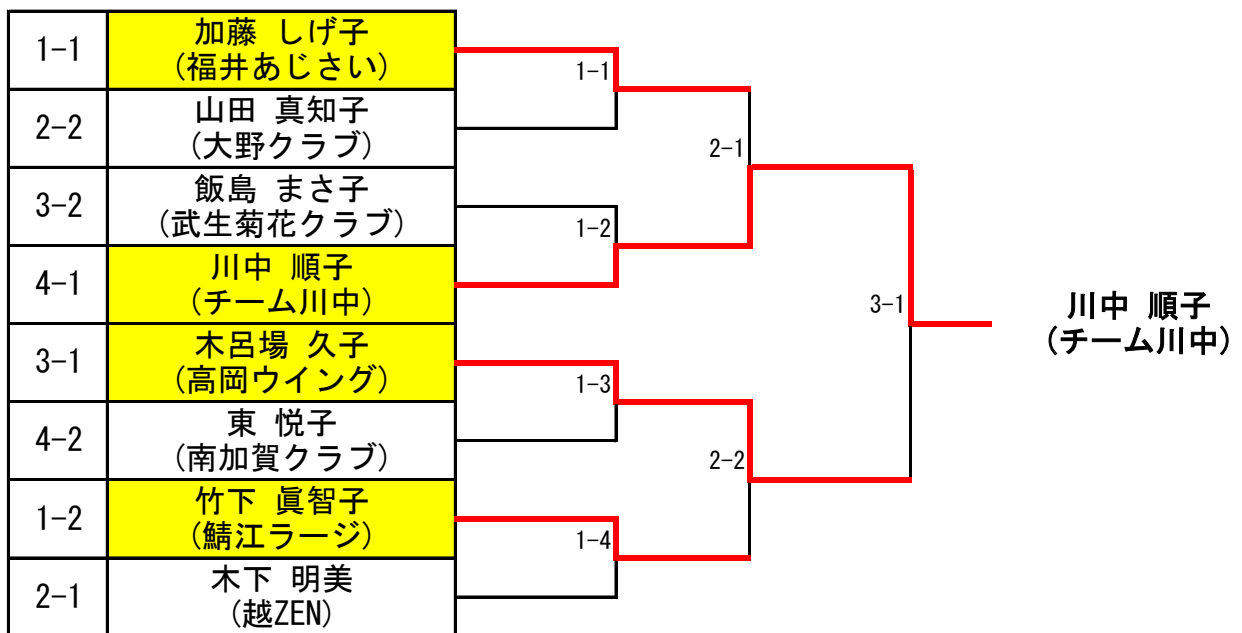 1-1
加藤 しげ子
(福井あじさい)
2-2
山田 真知子
(大野クラブ)
3-2
飯島 まさ子
(武生菊花クラブ)
4-1
川中 順子
(チーム川中)
3-1
木呂場 久子
(高岡ウイング)
4-2
東 悦子
(南加賀クラブ)
1-2
竹下 眞智子
(鯖江ラージ)
2-1
木下 明美
(越ZEN)
1-1
1-2
1-3
1-4
2-1
2-2
3-1
川中 順子
(チーム川中)